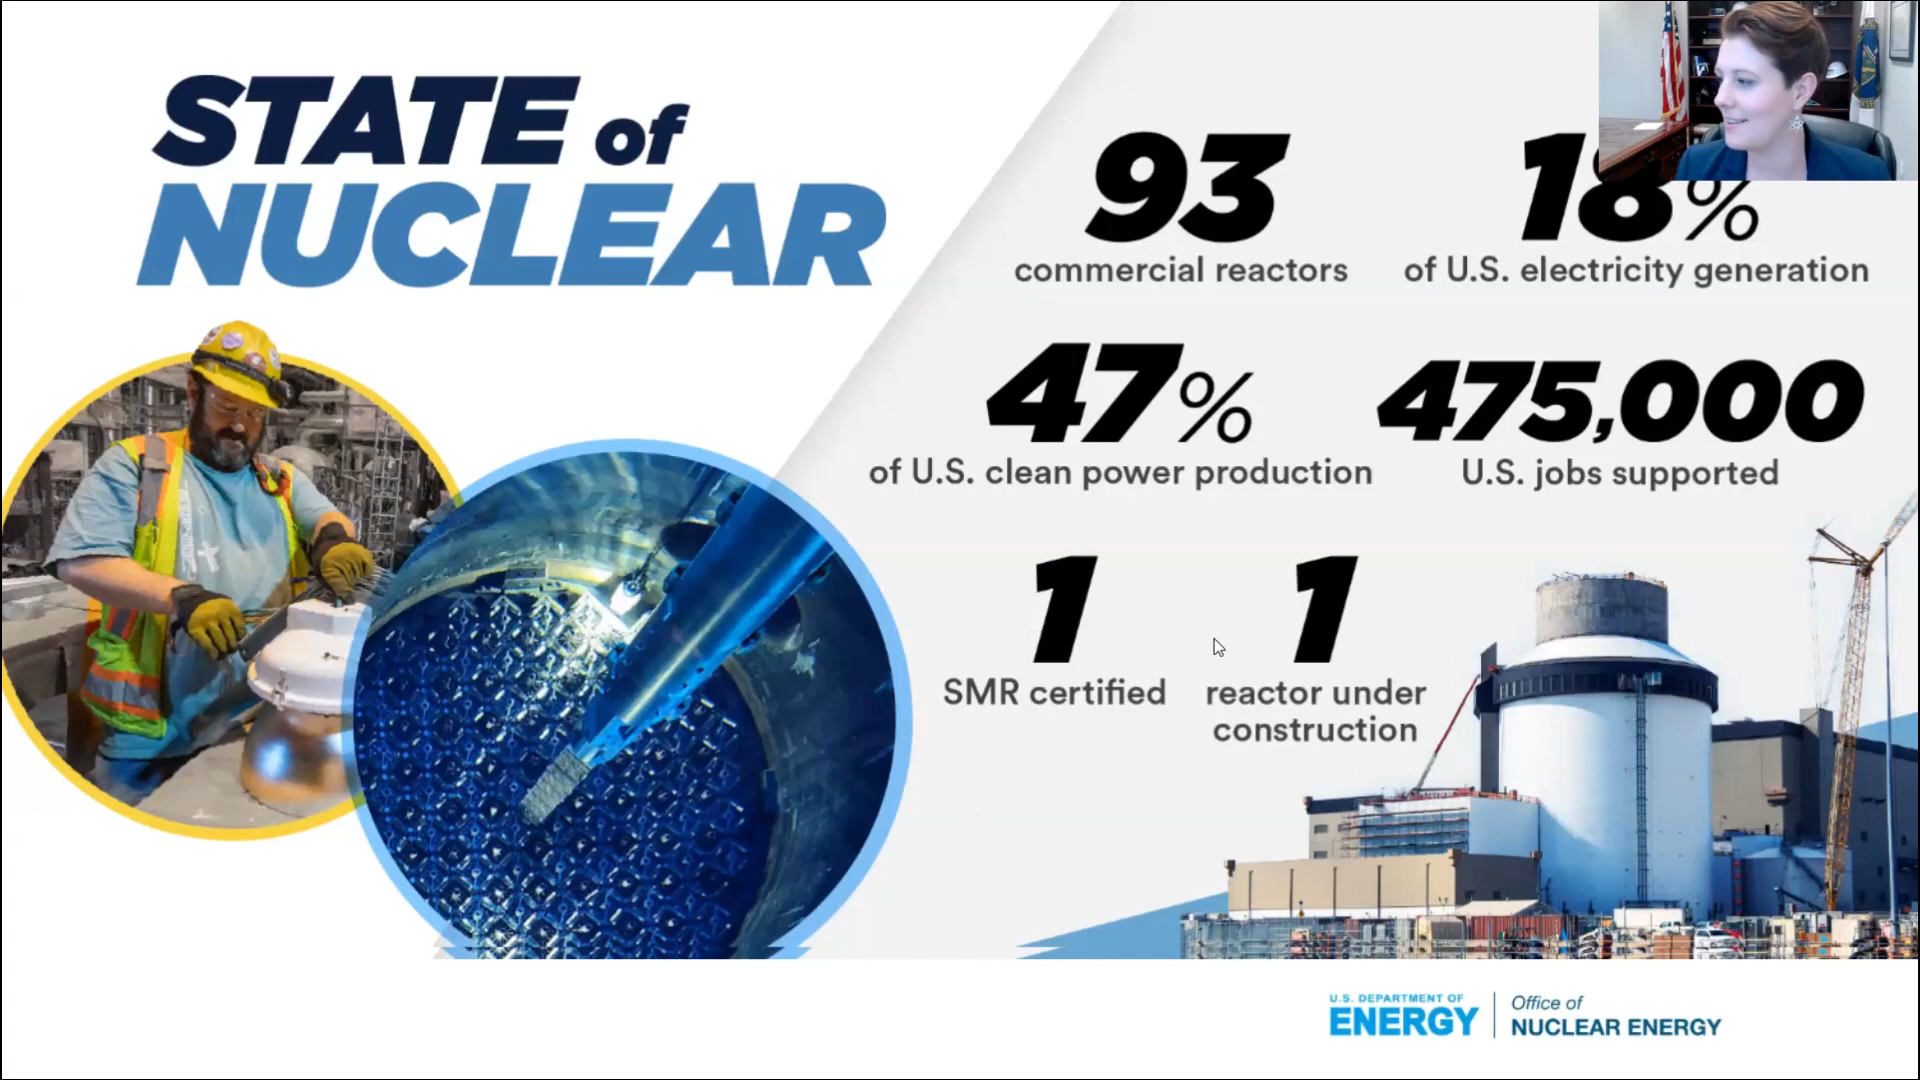 STATE of
NUCLEAR
93
commercial reactors
18%
of U.S. electricity generation
47%
of U.S. clean power production
475,000
U.S. jobs supported
1
SMR certified
1
reactor under
construction
U.S. DEPARTMENT OF
ENERGY
Office of
NUCLEAR ENERGY